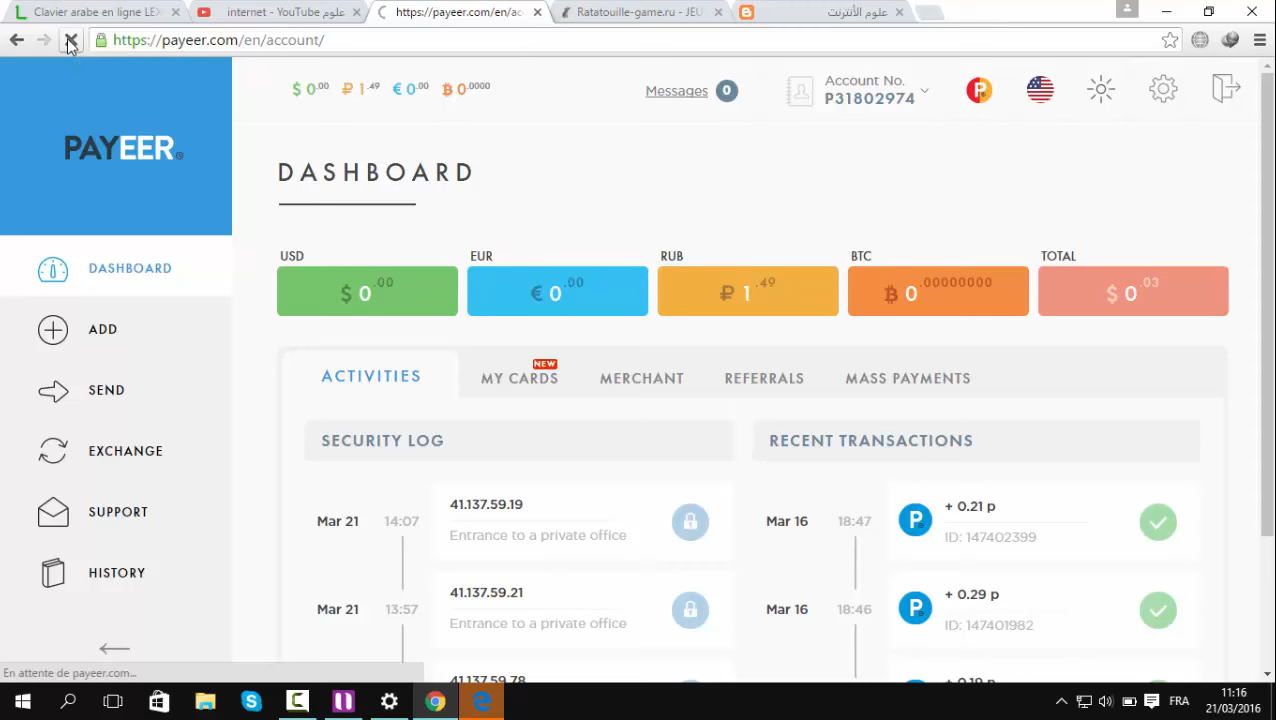 Clavier arabe en ligne LEX
internet - YouTube علوم
https://payeer.com/en/ac
Ratatouille-game.ru - JEU
علوم الأنترنت
https://payeer.com/en/account/
PAYEER
$ 0.00 ₽ 1.49 € 0.00 ฿ 0.0000
Messages 0
Account No.
P31802974
DASHBOARD
USD EUR RUB BTC TOTAL
$ 0.00 € 0.00 ₽ 1.49 ฿ 0.00000000 $ 0.03
DASHBOARD
ADD
SEND
EXCHANGE
SUPPORT
HISTORY
NEW
ACTIVITIES MY CARDS MERCHANT REFERRALS MASS PAYMENTS
SECURITY LOG
Mar 21 14:07 41.137.59.19
Entrance to a private office
Mar 21 13:57 41.137.59.21
Entrance to a private office
41.137.59.78
RECENT TRANSACTIONS
Mar 16 18:47 P + 0.21 p
ID: 147402399
Mar 16 18:46 P + 0.29 p
ID: 147401982
+ 0.19 p
En attente de payeer.com...
FRA
11:16
21/03/2016